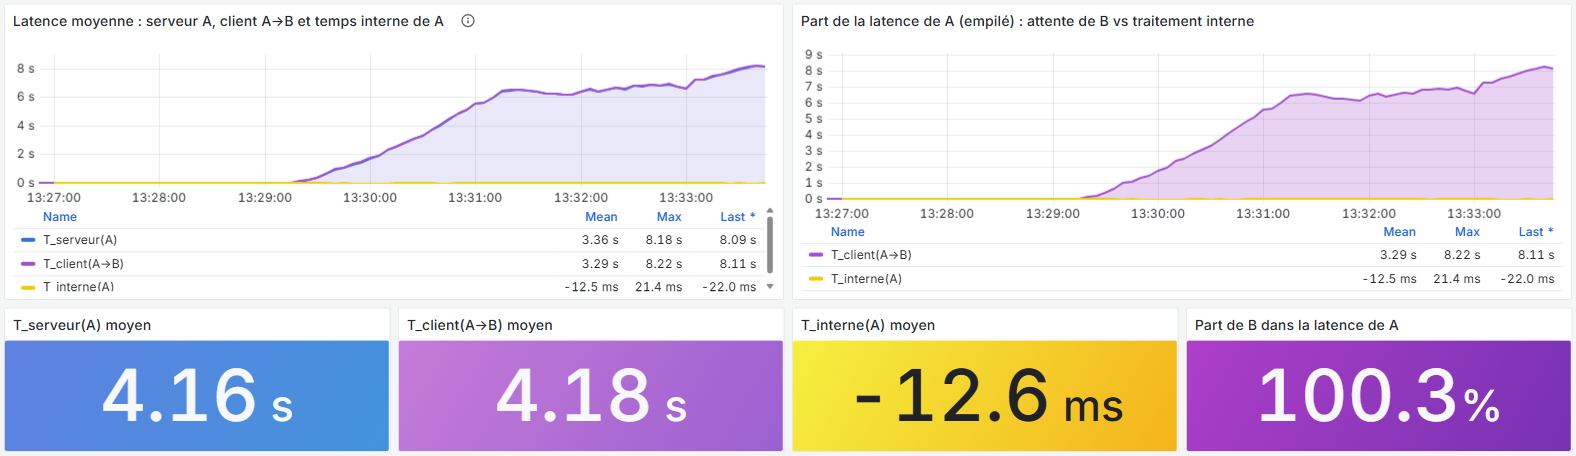 Latence moyenne : serveur A, client A→B et temps interne de A
8 s
6 s
4 s
2 s
0 s
13:27:00 13:28:00 13:29:00 13:30:00 13:31:00 13:32:00 13:33:00
Name Mean Max Last *
T_serveur(A) 3.36 s 8.18 s 8.09 s
T_client(A→B) 3.29 s 8.22 s 8.11 s
T_interne(A) -12.5 ms 21.4 ms -22.0 ms
Part de la latence de A (empilé) : attente de B vs traitement interne
9 s
8 s
7 s
6 s
5 s
4 s
3 s
2 s
1 s
0 s
13:27:00 13:28:00 13:29:00 13:30:00 13:31:00 13:32:00 13:33:00
Name Mean Max Last *
T_client(A→B) 3.29 s 8.22 s 8.11 s
T_interne(A) -12.5 ms 21.4 ms -22.0 ms
T_serveur(A) moyen
4.16 s
T_client(A→B) moyen
4.18 s
T_interne(A) moyen
-12.6 ms
Part de B dans la latence de A
100.3%